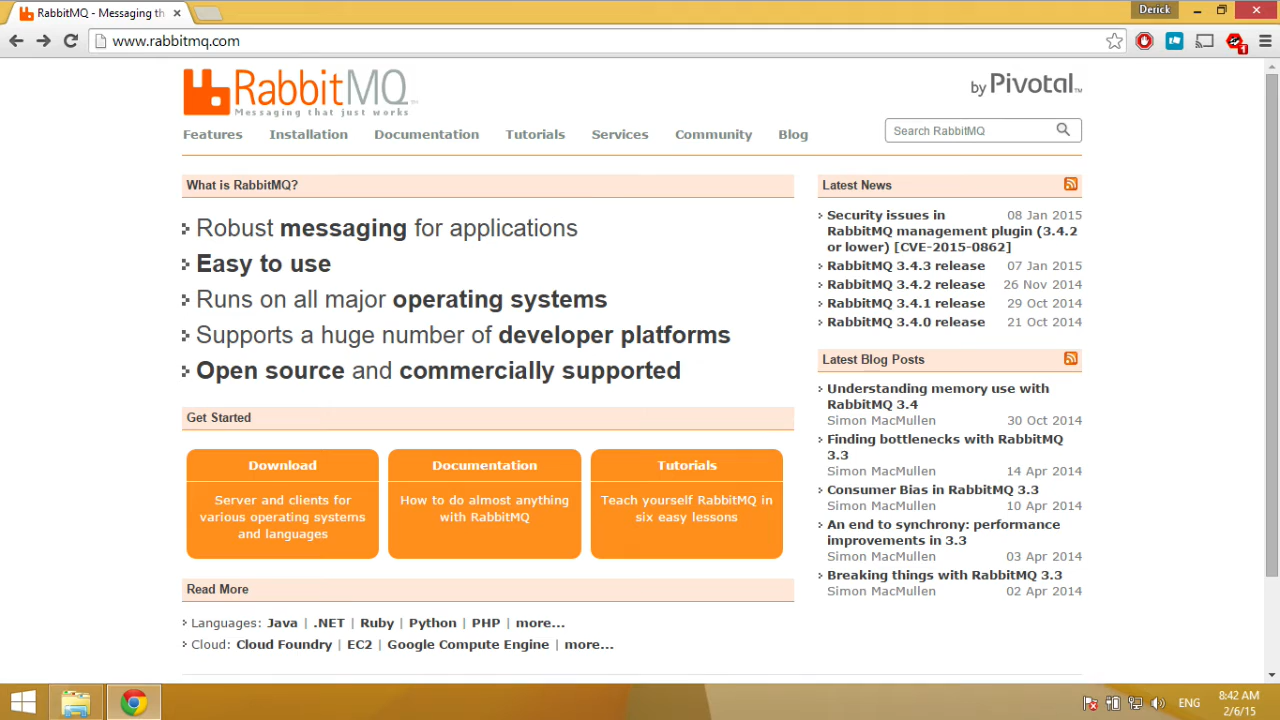 RabbitMQ - Messaging th
Derick
www.rabbitmq.com
1
RabbitMQ
Messaging that just works
by Pivotal™
Features Installation Documentation Tutorials Services Community Blog
Search RabbitMQ
What is RabbitMQ?
Robust messaging for applications
Easy to use
Runs on all major operating systems
Supports a huge number of developer platforms
Open source and commercially supported
Get Started
Download
Server and clients for
various operating systems
and languages
Documentation
How to do almost anything
with RabbitMQ
Tutorials
Teach yourself RabbitMQ in
six easy lessons
Read More
Languages: Java | .NET | Ruby | Python | PHP | more...
Cloud: Cloud Foundry | EC2 | Google Compute Engine | more...
Latest News
Security issues in 08 Jan 2015
RabbitMQ management plugin (3.4.2
or lower) [CVE-2015-0862]
RabbitMQ 3.4.3 release 07 Jan 2015
RabbitMQ 3.4.2 release 26 Nov 2014
RabbitMQ 3.4.1 release 29 Oct 2014
RabbitMQ 3.4.0 release 21 Oct 2014
Latest Blog Posts
Understanding memory use with
RabbitMQ 3.4
Simon MacMullen 30 Oct 2014
Finding bottlenecks with RabbitMQ
3.3
Simon MacMullen 14 Apr 2014
Consumer Bias in RabbitMQ 3.3
Simon MacMullen 10 Apr 2014
An end to synchrony: performance
improvements in 3.3
Simon MacMullen 03 Apr 2014
Breaking things with RabbitMQ 3.3
Simon MacMullen 02 Apr 2014
ENG
8:42 AM
2/6/15